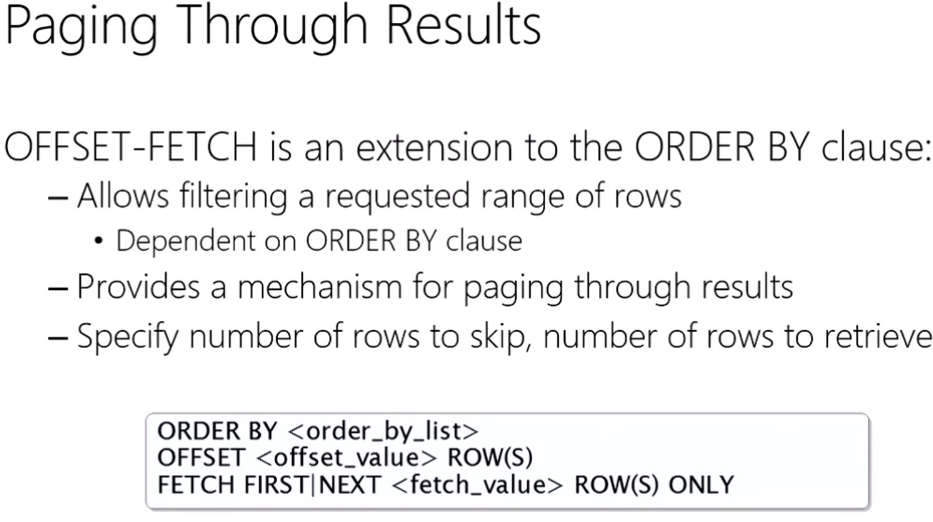 Paging Through Results
OFFSET-FETCH is an extension to the ORDER BY clause:
– Allows filtering a requested range of rows
• Dependent on ORDER BY clause
– Provides a mechanism for paging through results
– Specify number of rows to skip, number of rows to retrieve
ORDER BY <order_by_list>
OFFSET <offset_value> ROW(S)
FETCH FIRST|NEXT <fetch_value> ROW(S) ONLY